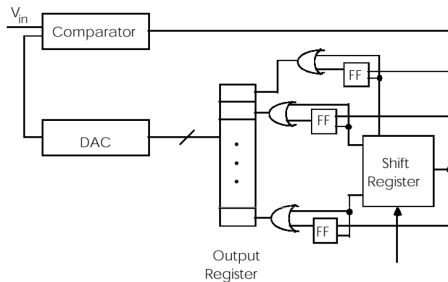 Vin
Comparator
FF
FF
DAC
Shift
Register
FF
Output
Register